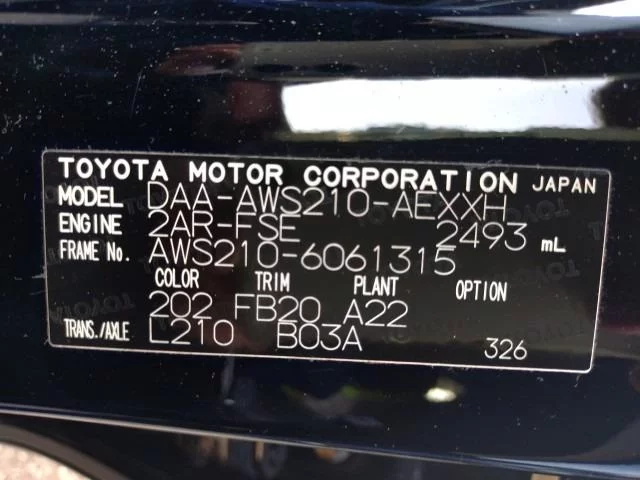 TOYOTA MOTOR CORPORATION JAPAN
MODEL DAA-AWS210-AEXXH
ENGINE 2AR-FSE 2493 mL
FRAME No. AWS210-6061315
COLOR TRIM PLANT OPTION
202 FB20 A22
TRANS./AXLE L210 B03A 326